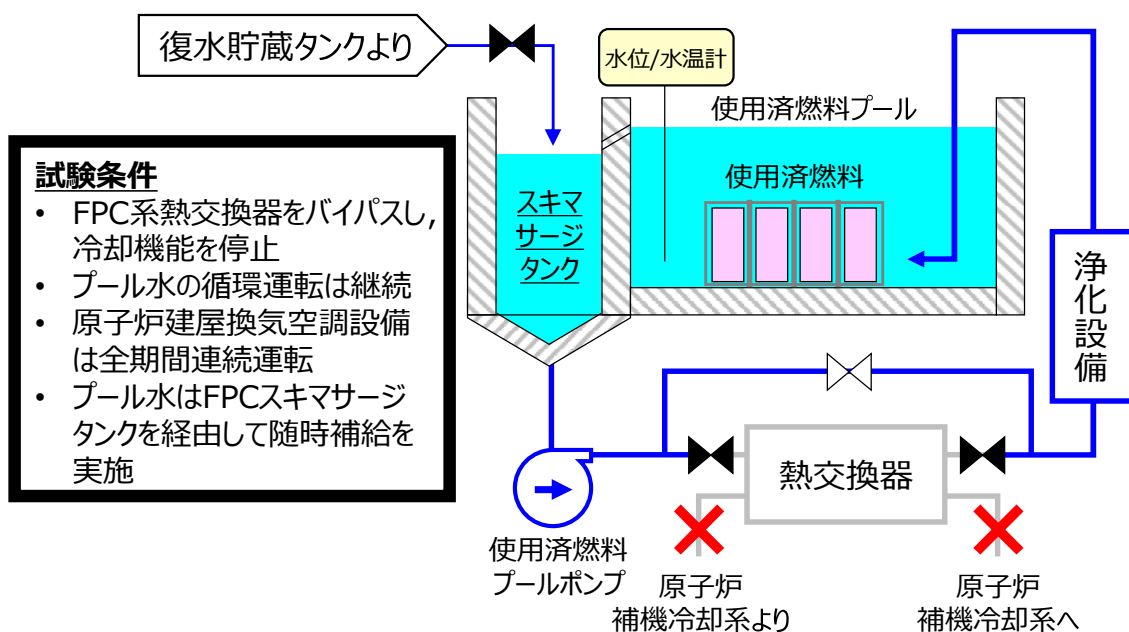 復水貯蔵タンクより
水位/水温計
使用済燃料プール
使用済燃料
スキマ
サージ
タンク
試験条件
• FPC系熱交換器をバイパスし，
冷却機能を停止
• プール水の循環運転は継続
• 原子炉建屋換気空調設備
は全期間連続運転
• プール水はFPCスキマサージ
タンクを経由して随時補給を
実施
浄化設備
熱交換器
使用済燃料
プールポンプ
原子炉
補機冷却系より
原子炉
補機冷却系へ